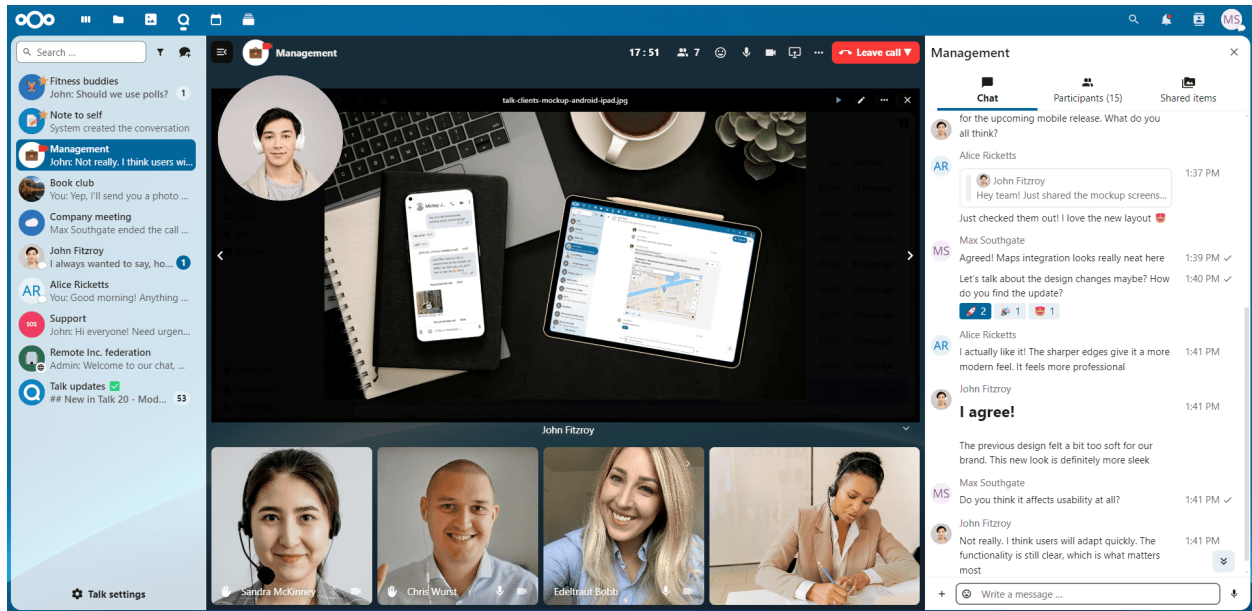 MS
Search ...
Fitness buddies
John: Should we use polls? 1
Note to self
System created the conversation
Management
John: Not really. I think users wi...
Book club
You: Yep, I'll send you a photo ...
Company meeting
Max Southgate ended the call ...
John Fitzroy
I always wanted to say, ho... 1
AR
Alice Ricketts
You: Good morning! Anything ...
SOS
Support
John: Hi everyone! Need urgen...
Remote Inc. federation
Admin: Welcome to our chat, ...
Talk updates ✅
## New in Talk 20 - Mod... 53
Talk settings
Management
17 : 51
7
Leave call
talk-clients-mockup-android-ipad.jpg
John Fitzroy
Sandra McKinney
Chris Wurst
Edeltraut Bobb
Management
Chat
Participants (15)
Shared items
for the upcoming mobile release. What do you
all think?
Alice Ricketts
AR
1:37 PM
John Fitzroy
Hey team! Just shared the mockup screens...
Just checked them out! I love the new layout 😍
Max Southgate
MS
Agreed! Maps integration looks really neat here 1:39 PM ✓
Let's talk about the design changes maybe? How 1:40 PM ✓
do you find the update?
🚀 2 🎉 1 😍 1
Alice Ricketts
AR
I actually like it! The sharper edges give it a more 1:41 PM
modern feel. It feels more professional
John Fitzroy
I agree! 1:41 PM
The previous design felt a bit too soft for our
brand. This new look is definitely more sleek
Max Southgate
MS
Do you think it affects usability at all? 1:41 PM ✓
John Fitzroy
Not really. I think users will adapt quickly. The 1:41 PM
functionality is still clear, which is what matters
most
Write a message ...